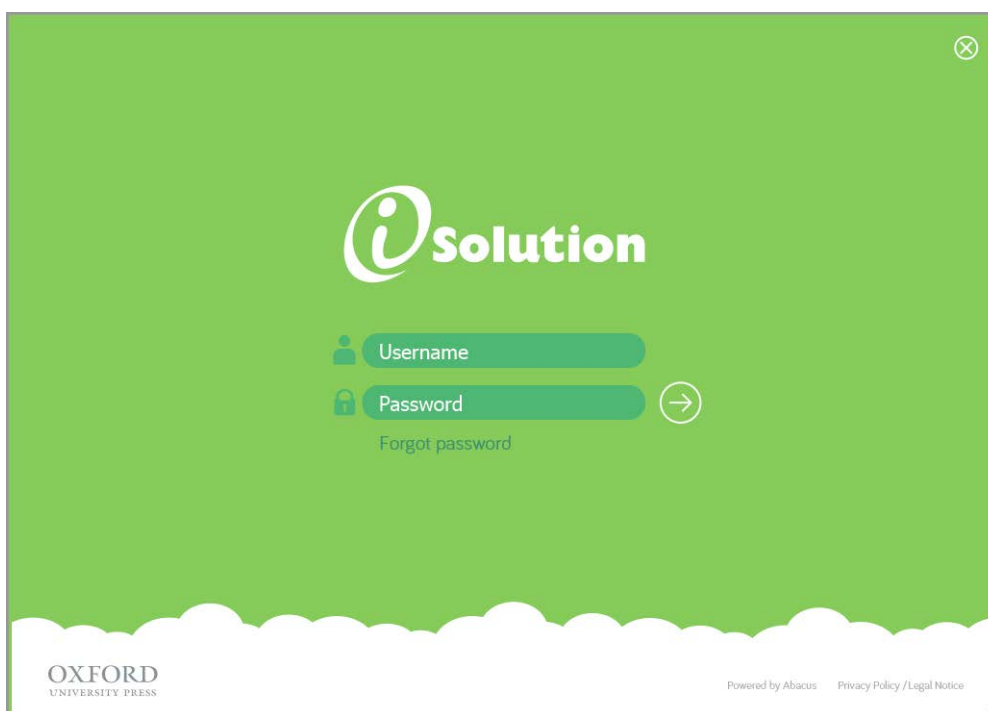 iSolution
Username
Password
Forgot password
OXFORD
UNIVERSITY PRESS
Powered by Abacus Privacy Policy /Legal Notice